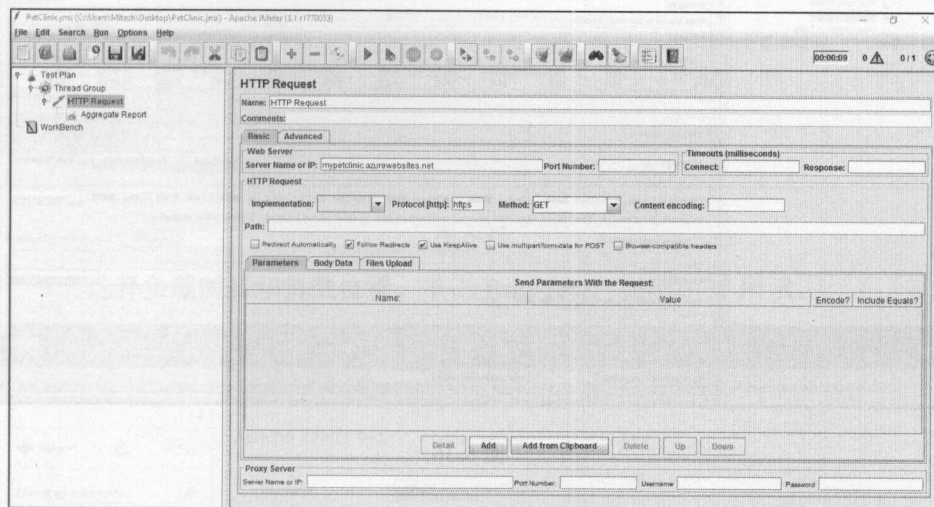 PetClinic.jmx (C:\Users\Mitesh\Desktop\PetClinic.jmx) - Apache JMeter (3.1 r1770033)
File Edit Search Run Options Help
00:00:09 0 0 / 1
Test Plan
Thread Group
HTTP Request
Aggregate Report
WorkBench
HTTP Request
Name: HTTP Request
Comments:
Basic Advanced
Web Server
Server Name or IP: mypetclinic.azurewebsites.net Port Number:
Timeouts (milliseconds)
Connect: Response:
HTTP Request
Implementation: Protocol [http]: https Method: GET Content encoding:
Path:
Redirect Automatically Follow Redirects Use KeepAlive Use multipart/form-data for POST Browser-compatible headers
Parameters Body Data Files Upload
Send Parameters With the Request:
Name: Value Encode? Include Equals?
Detail Add Add from Clipboard Delete Up Down
Proxy Server
Server Name or IP: Port Number: Username Password